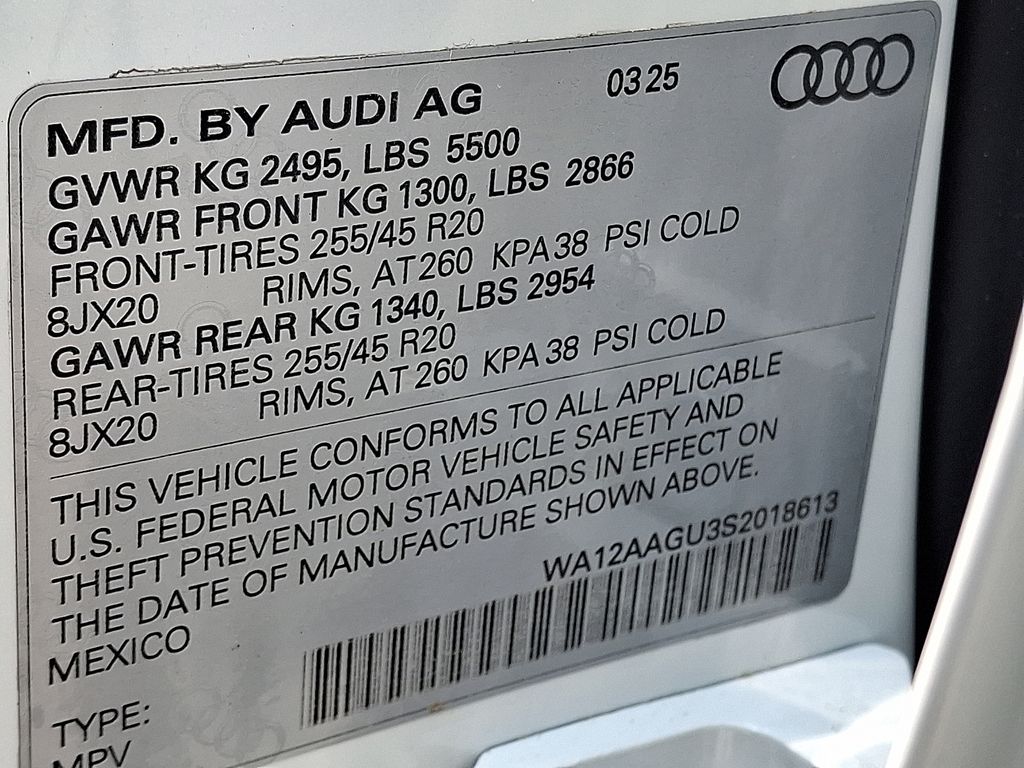 MFD. BY AUDI AG 03 25
GVWR KG 2495, LBS 5500
GAWR FRONT KG 1300, LBS 2866
FRONT-TIRES 255/45 R20
8JX20 RIMS, AT 260 KPA 38 PSI COLD
GAWR REAR KG 1340, LBS 2954
REAR-TIRES 255/45 R20
8JX20 RIMS, AT 260 KPA 38 PSI COLD
THIS VEHICLE CONFORMS TO ALL APPLICABLE
U.S. FEDERAL MOTOR VEHICLE SAFETY AND
THEFT PREVENTION STANDARDS IN EFFECT ON
THE DATE OF MANUFACTURE SHOWN ABOVE.
MEXICO WA12AAGU3S2018613
TYPE:
MPV